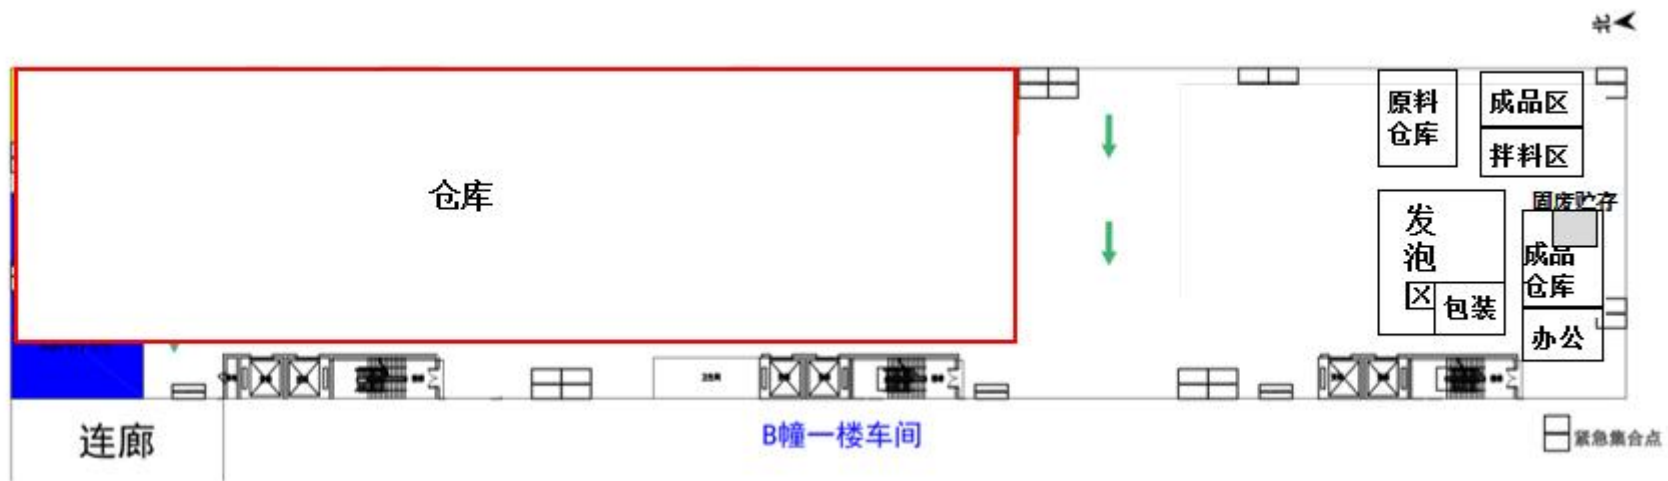 北
原料
仓库
成品区
拌料区
仓库
固废贮存
发
泡
区
包装
成品
仓库
办公
连廊
B幢一楼车间
紧急集合点